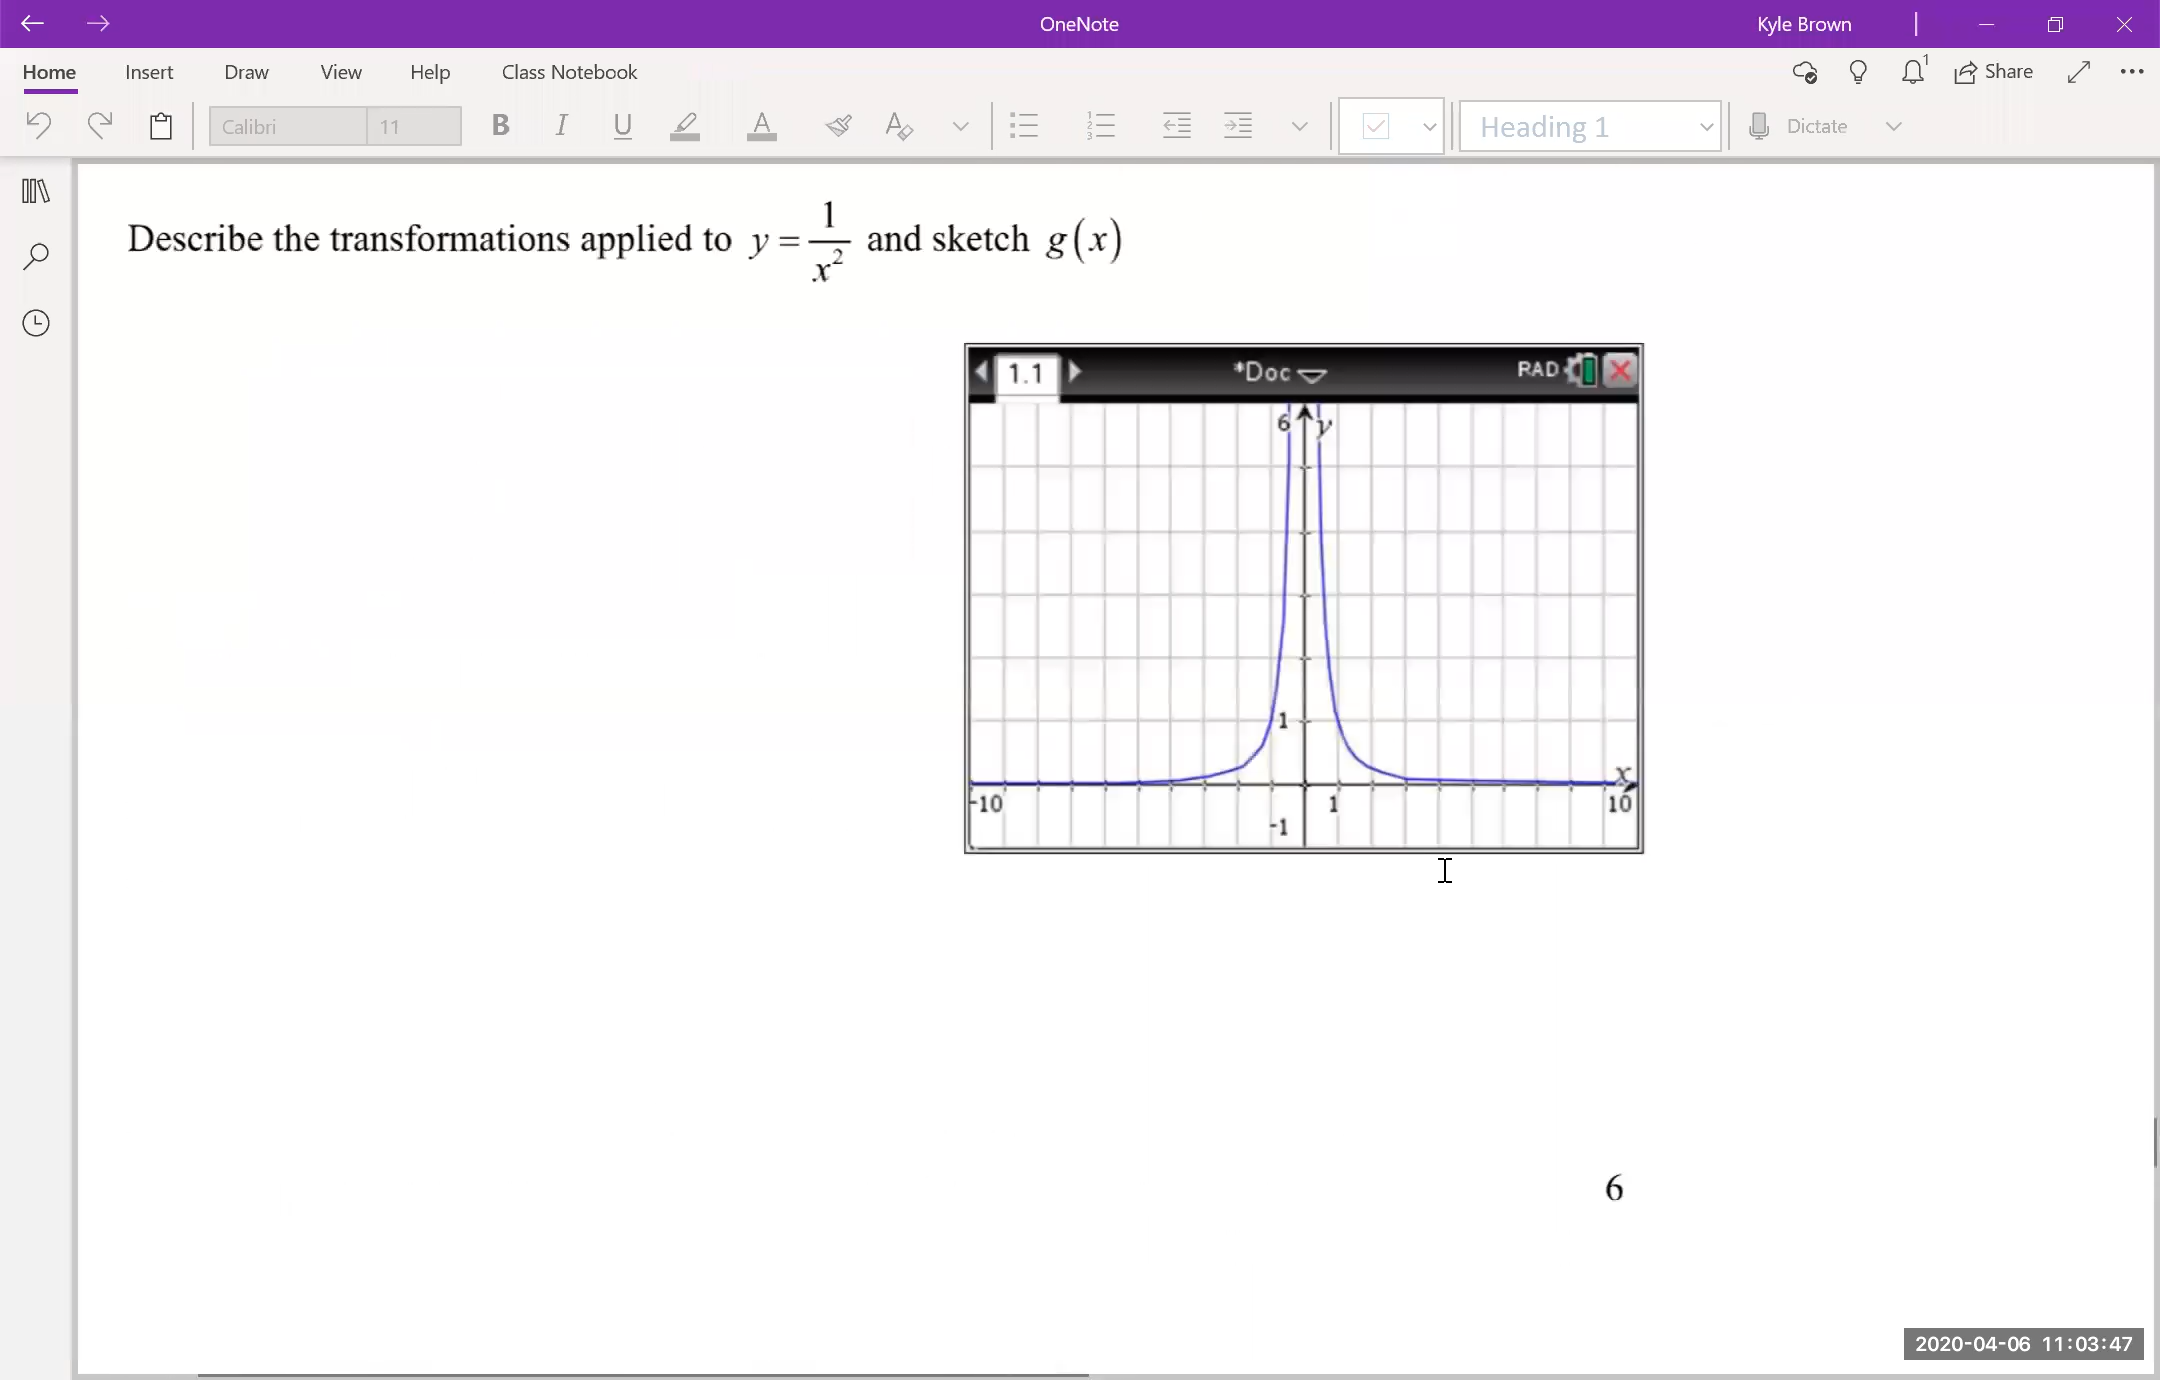 OneNote
Kyle Brown
Home Insert Draw View Help Class Notebook
1 Share
Calibri 11 B I U A A Heading 1 Dictate
Describe the transformations applied to y = 1/x² and sketch g(x)
1.1 *Doc RAD
6 y
1
x
-10 1 10
-1
6
2020-04-06 11:03:47